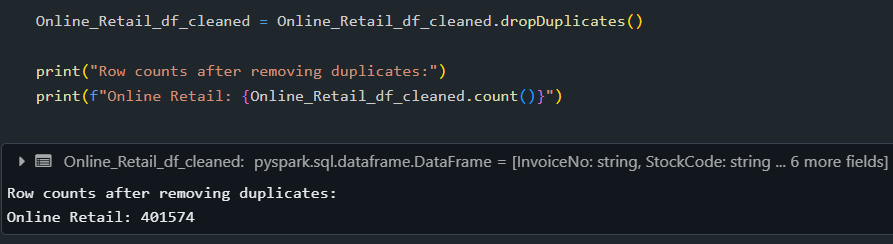 Online_Retail_df_cleaned = Online_Retail_df_cleaned.dropDuplicates()
print("Row counts after removing duplicates:")
print(f"Online Retail: {Online_Retail_df_cleaned.count()}")
Online_Retail_df_cleaned: pyspark.sql.dataframe.DataFrame = [InvoiceNo: string, StockCode: string ... 6 more fields]
Row counts after removing duplicates:
Online Retail: 401574